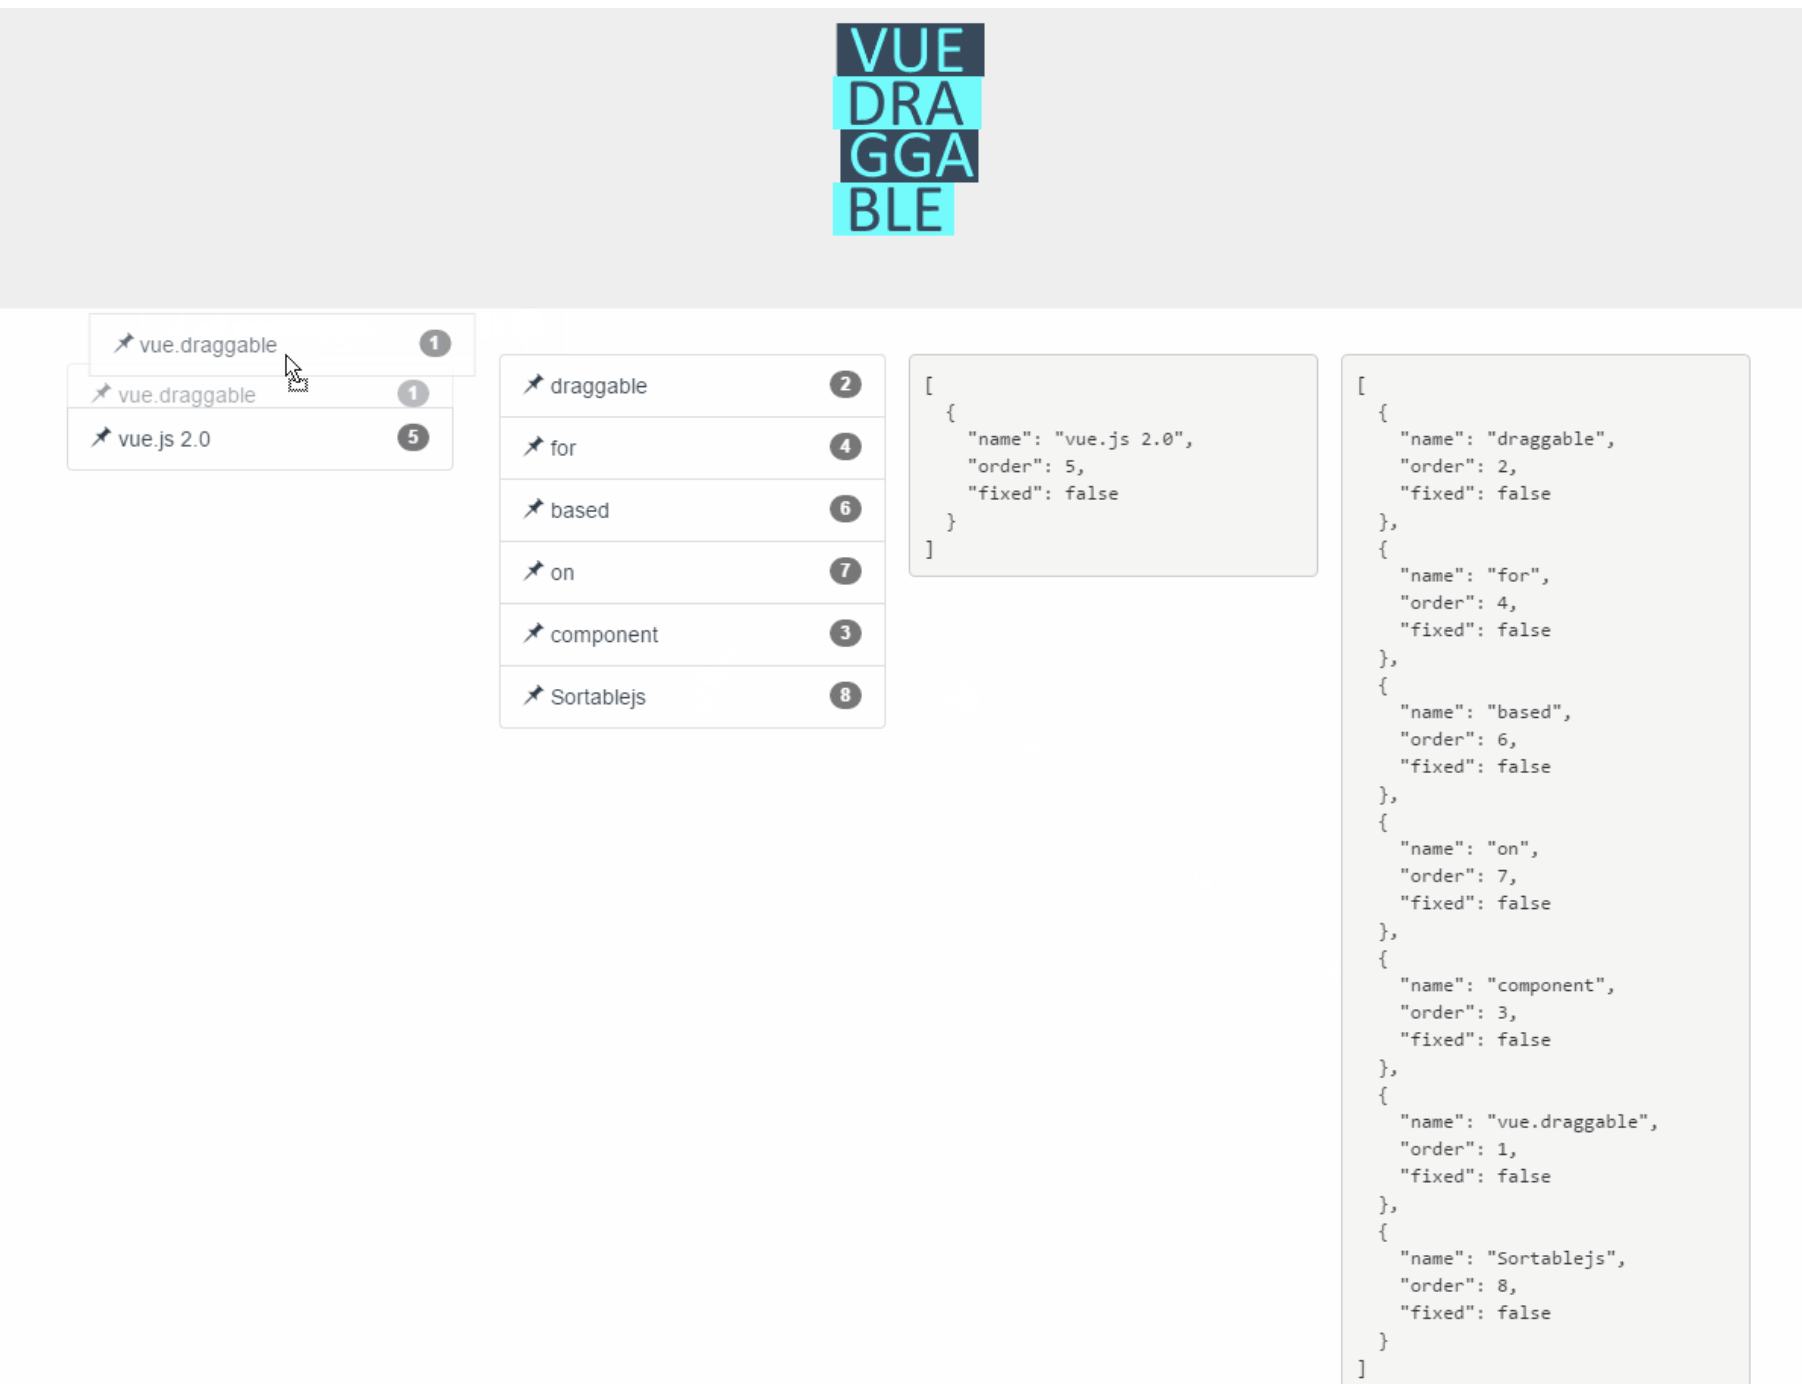 VUE
DRA
GGA
BLE
vue.draggable 1
vue.draggable 1
vue.js 2.0 5
draggable 2
for 4
based 6
on 7
component 3
Sortablejs 8
[
{
"name": "vue.js 2.0",
"order": 5,
"fixed": false
}
]
[
{
"name": "draggable",
"order": 2,
"fixed": false
},
{
"name": "for",
"order": 4,
"fixed": false
},
{
"name": "based",
"order": 6,
"fixed": false
},
{
"name": "on",
"order": 7,
"fixed": false
},
{
"name": "component",
"order": 3,
"fixed": false
},
{
"name": "vue.draggable",
"order": 1,
"fixed": false
},
{
"name": "Sortablejs",
"order": 8,
"fixed": false
}
]